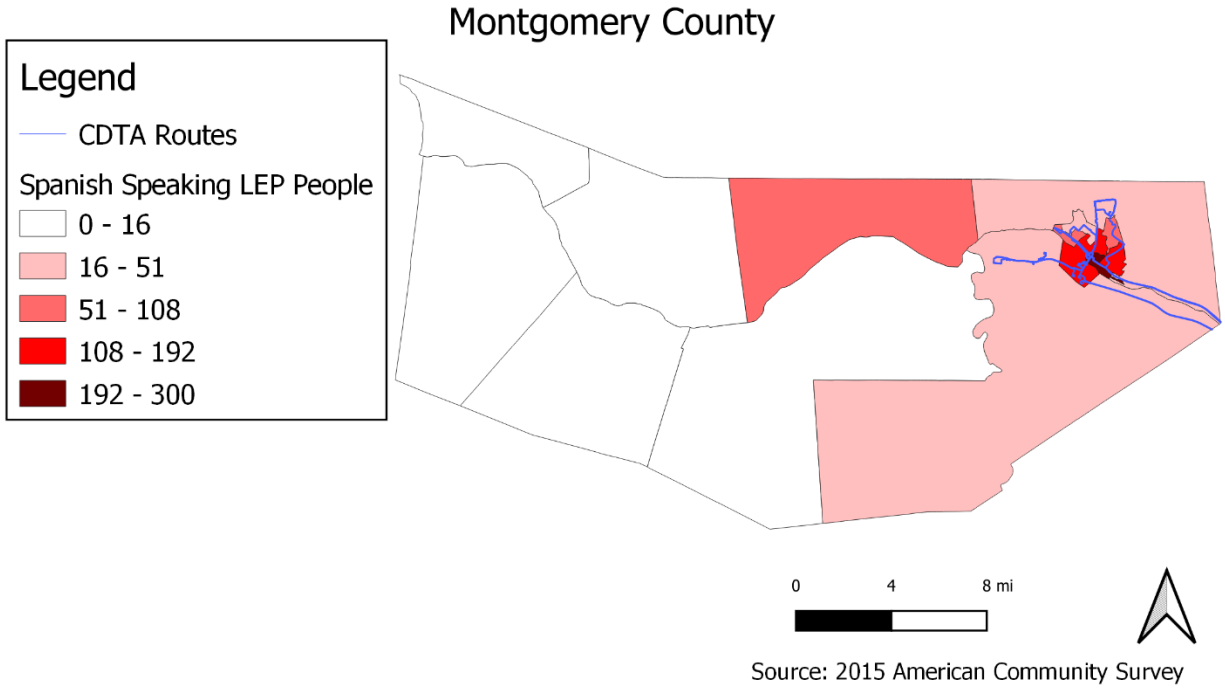 Montgomery County
Legend
CDTA Routes
Spanish Speaking LEP People
0 - 16
16 - 51
51 - 108
108 - 192
192 - 300
0 4 8 mi
Source: 2015 American Community Survey